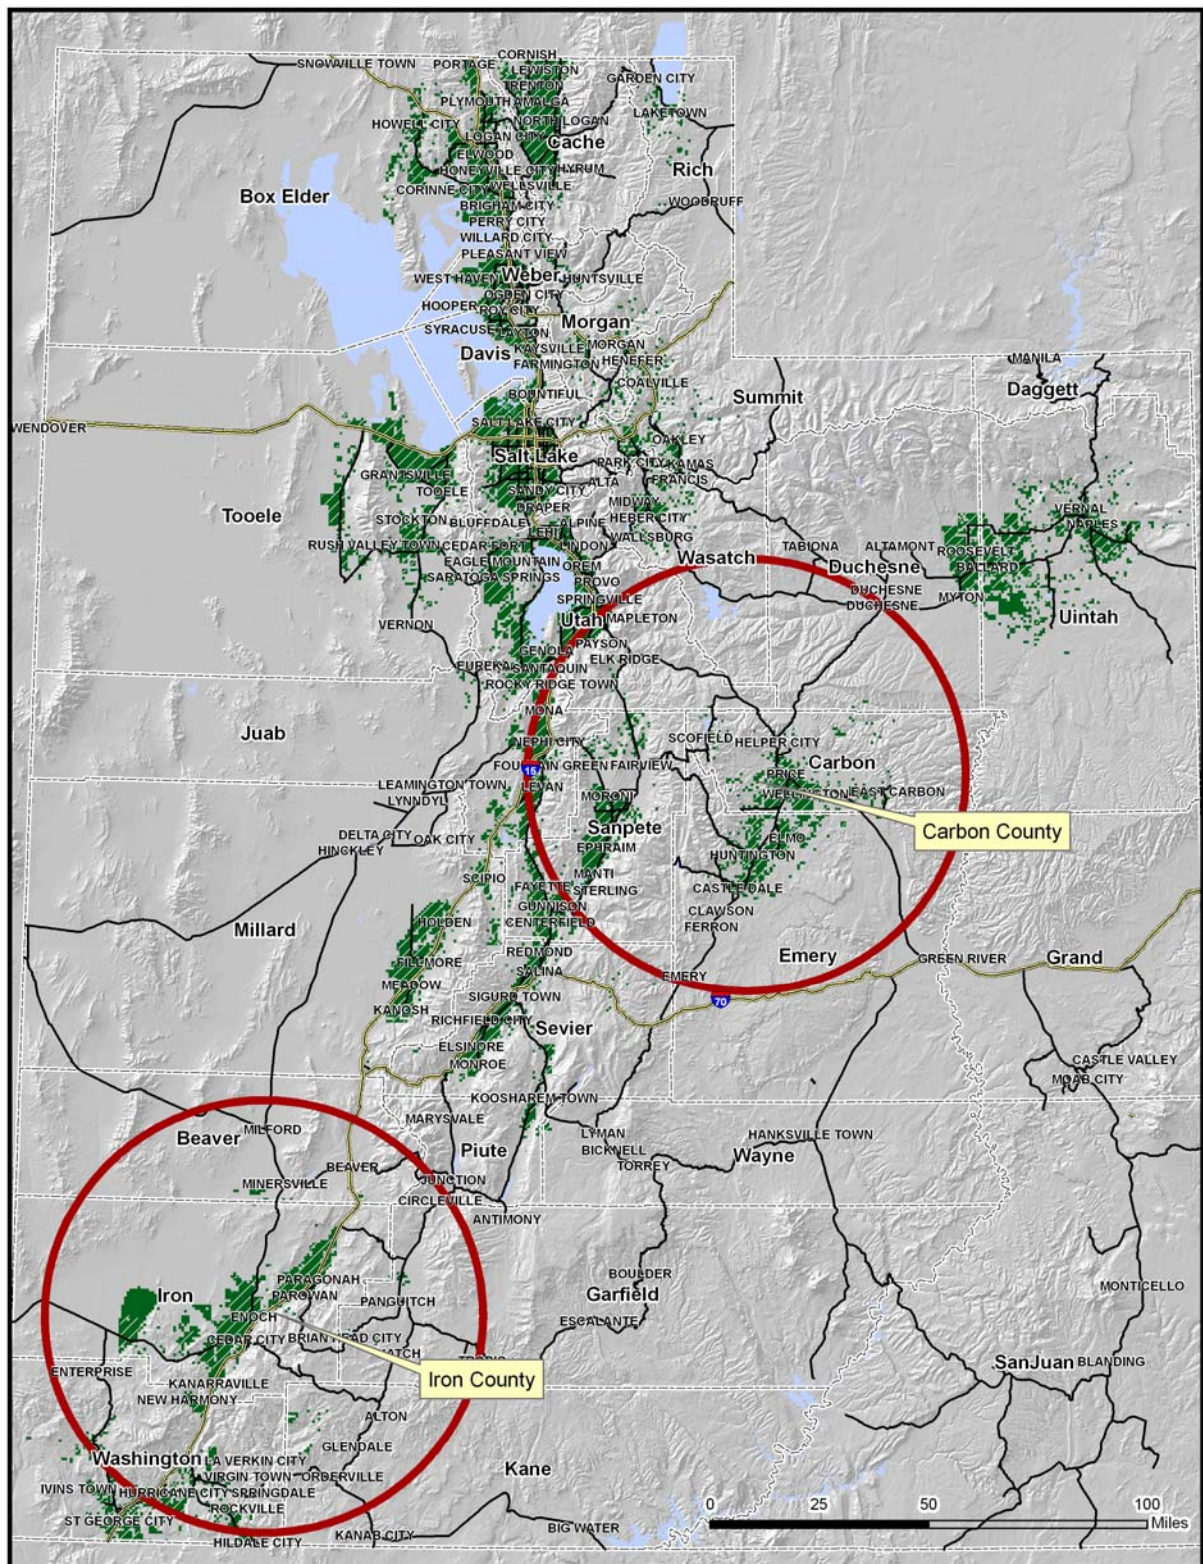 CORNISH
SNOWVILLE TOWN
PORTAGE
LEWISTON
GARDEN CITY
TRENTON
PLYMOUTH
AMALGA
LAKETOWN
HOWELL CITY
NORTH LOGAN
LOGAN CITY
Cache
ELWOOD
HONEYVILLE CITY
HYRUM
Rich
Box Elder
CORINNE CITY
WELLSVILLE
BRIGHAM CITY
WOODRUFF
PERRY CITY
WILLARD CITY
PLEASANT VIEW
WEST HAVEN
Weber
HUNTSVILLE
OGDEN CITY
HOOPER
ROY CITY
Morgan
SYRACUSE
LAYTON
Davis
KAYSVILLE
MORGAN
FARMINGTON
HENEFER
MANILA
COALVILLE
Daggett
BOUNTIFUL
Summit
WENDOVER
SALT LAKE CITY
OAKLEY
Salt Lake
PARK CITY
KAMAS
GRANTSVILLE
ALTA
FRANCIS
TOOELE
SANDY CITY
DRAPER
MIDWAY
VERNAL
Tooele
STOCKTON
BLUFFDALE
ALPINE
HEBER CITY
NAPLES
LEHI
WALLSBURG
RUSH VALLEY TOWN
CEDAR FORT
LINDON
TABIONA
ALTAMONT
ROOSEVELT
EAGLE MOUNTAIN
OREM
Wasatch
Duchesne
BALLARD
SARATOGA SPRINGS
PROVO
DUCHESNE
SPRINGVILLE
DUCHESNE
MYTON
VERNON
Utah
MAPLETON
Uintah
PAYSON
GENOLA
ELK RIDGE
EUREKA
SANTAQUIN
ROCKY RIDGE TOWN
MONA
Juab
NEPHI CITY
SCOFIELD
HELPER CITY
FOUNTAIN GREEN
FAIRVIEW
Carbon
15
PRICE
LEAMINGTON TOWN
LEVAN
WELLINGTON
EAST CARBON
LYNNDYL
MORONI
Carbon County
DELTA CITY
OAK CITY
Sanpete
ELMO
HINCKLEY
EPHRAIM
HUNTINGTON
SCIPIO
MANTI
FAYETTE
STERLING
CASTLE DALE
GUNNISON
CLAWSON
HOLDEN
CENTERFIELD
FERRON
Millard
REDMOND
Emery
FILLMORE
SALINA
EMERY
GREEN RIVER
Grand
MEADOW
SIGURD TOWN
70
KANOSH
RICHFIELD CITY
Sevier
ELSINORE
CASTLE VALLEY
MONROE
MOAB CITY
KOOSHAREM TOWN
MARYSVALE
MILFORD
LYMAN
HANKSVILLE TOWN
Beaver
BICKNELL
Piute
Wayne
BEAVER
TORREY
MINERSVILLE
JUNCTION
CIRCLEVILLE
ANTIMONY
BOULDER
PARAGONAH
MONTICELLO
Iron
PAROWAN
PANGUITCH
Garfield
ENOCH
ESCALANTE
CEDAR CITY
BRIAN HEAD CITY
SanJuan
BLANDING
ENTERPRISE
Iron County
KANARRAVILLE
NEW HARMONY
ALTON
GLENDALE
Washington
LA VERKIN CITY
VIRGIN TOWN
ORDERVILLE
Kane
IVINS TOWN
HURRICANE CITY
SPRINGDALE
ROCKVILLE
0 25 50 100
ST GEORGE CITY
Miles
HILDALE CITY
KANAB CITY
BIG WATER